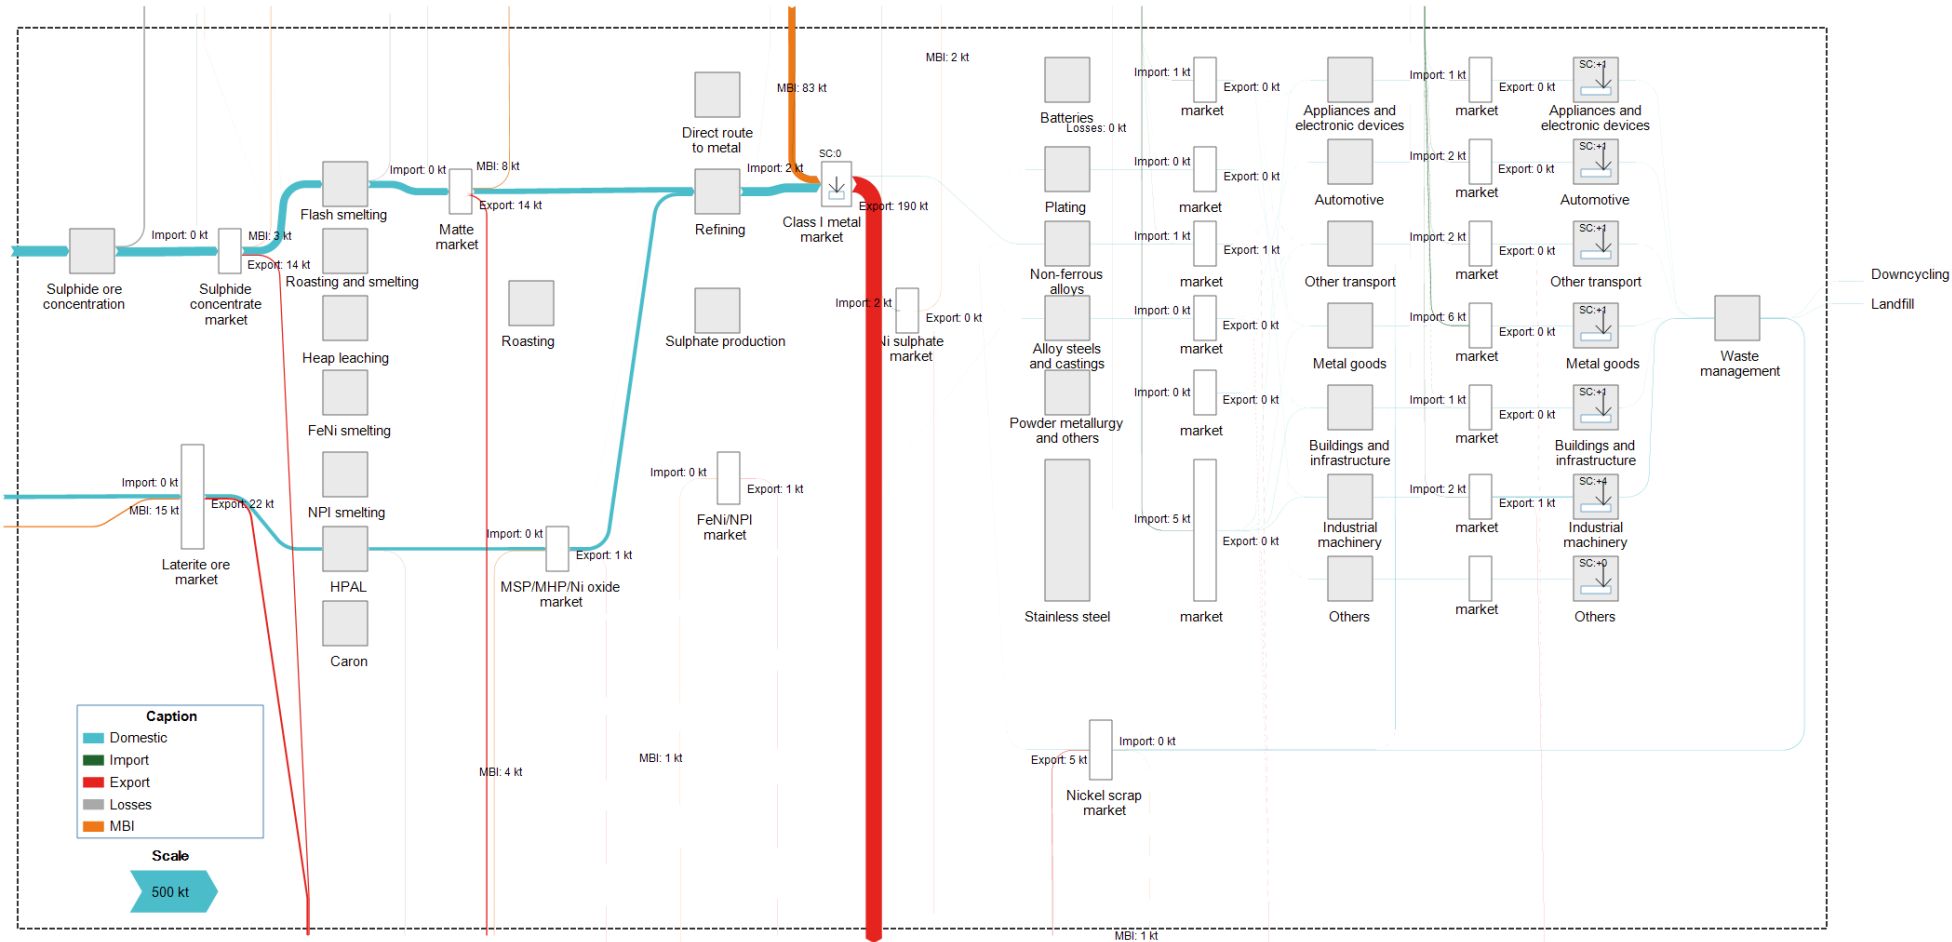 MBI: 2 kt
MBI: 83 kt
Direct route
to metal
Batteries
Losses: 0 kt
Import: 1 kt
Export: 0 kt
market
Appliances and
electronic devices
Import: 1 kt
Export: 0 kt
market
SC:+1
Appliances and
electronic devices
Import: 0 kt
MBI: 8 kt
Flash smelting
Export: 14 kt
Matte
market
Import: 2 kt
SC:0
Refining
Export: 190 kt
Class I metal
market
Plating
Import: 0 kt
Export: 0 kt
market
Automotive
Import: 2 kt
Export: 0 kt
market
SC:+1
Automotive
Import: 0 kt
MBI: 3 kt
Export: 14 kt
Sulphide ore
concentration
Sulphide
concentrate
market
Roasting and smelting
Non-ferrous
alloys
Import: 1 kt
Export: 1 kt
market
Other transport
Import: 2 kt
Export: 0 kt
market
SC:+1
Other transport
Downcycling
Landfill
Heap leaching
Roasting
Sulphate production
Import: 2 kt
Export: 0 kt
Ni sulphate
market
Alloy steels
and castings
Import: 0 kt
Export: 0 kt
market
Metal goods
Import: 6 kt
Export: 0 kt
market
SC:+1
Metal goods
Waste
management
FeNi smelting
Powder metallurgy
and others
Import: 0 kt
Export: 0 kt
market
Buildings and
infrastructure
Import: 1 kt
Export: 0 kt
market
SC:+1
Buildings and
infrastructure
Import: 0 kt
MBI: 15 kt
Export: 22 kt
Laterite ore
market
NPI smelting
Import: 0 kt
Export: 1 kt
FeNi/NPI
market
Import: 0 kt
Export: 1 kt
MSP/MHP/Ni oxide
market
HPAL
Caron
Stainless steel
Import: 5 kt
Export: 0 kt
market
Industrial
machinery
Import: 2 kt
Export: 1 kt
market
SC:+4
Industrial
machinery
Others
market
SC:+0
Others
MBI: 4 kt
MBI: 1 kt
Import: 0 kt
Export: 5 kt
Nickel scrap
market
MBI: 1 kt
Caption
Domestic
Import
Export
Losses
MBI
Scale
500 kt